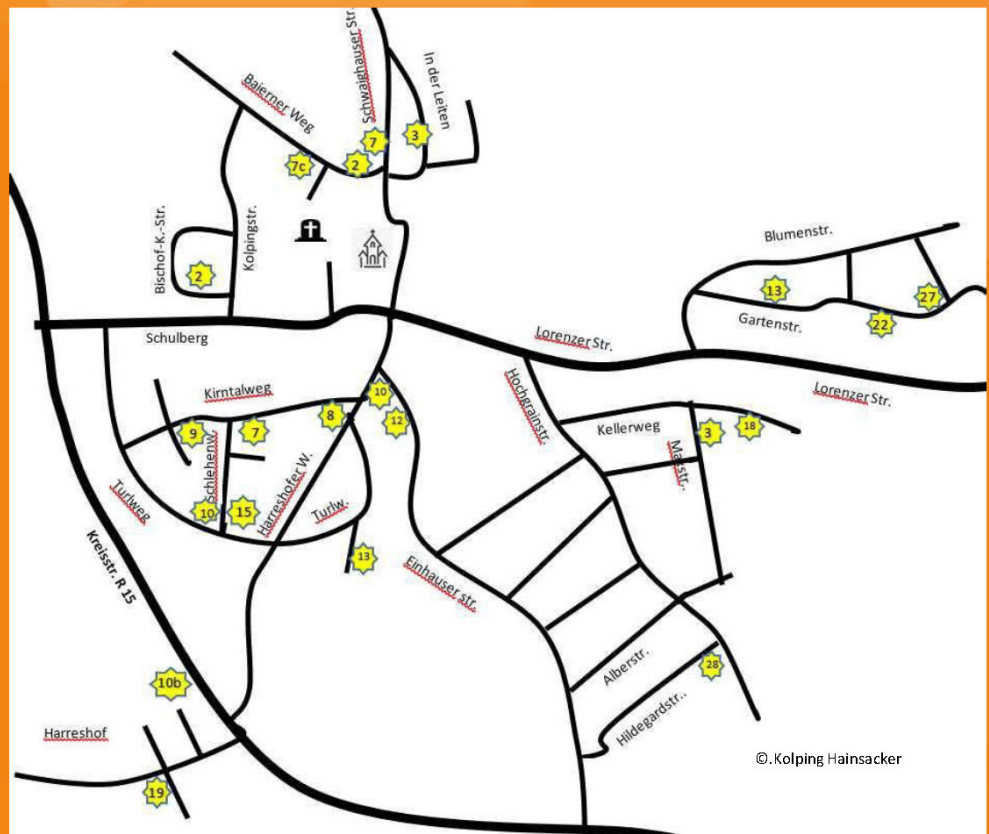 Schwaighauser Str.
In der Leiten
Baierner Weg
7
3
7c
2
Bischof-K.-Str.
Kolpingstr.
2
Blumenstr.
13
27
Gartenstr.
22
Schulberg
Lorenzer Str.
Lorenzer Str.
Kirntalweg
10
Hochgrainstr.
8
12
9
7
Kellerweg
3
18
Schlehenw.
Harreshofer W.
Matstr.
Turlweg
10
15
Turlw.
13
Kreisstr. R 15
Einhauser str.
Alberstr.
28
10b
Hildegardstr..
Harreshof
©.Kolping Hainsacker
19